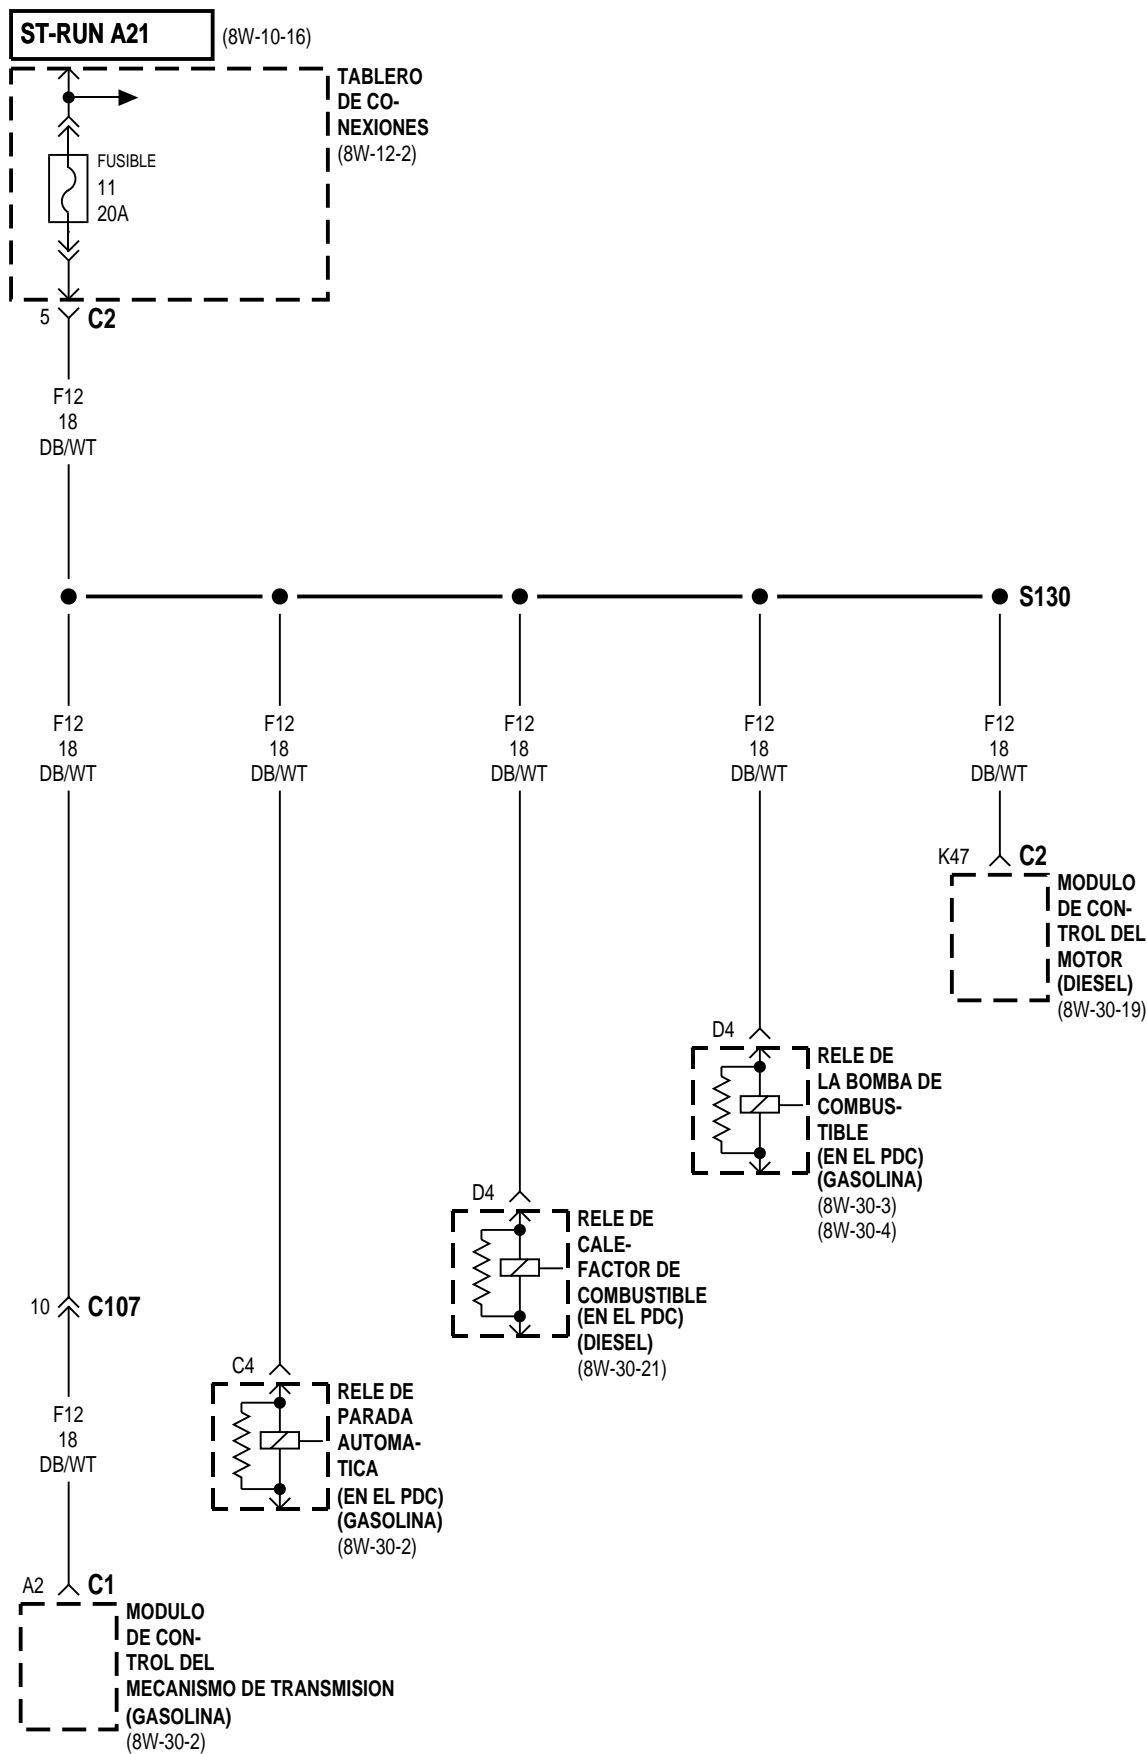 ST-RUN A21
(8W-10-16)
TABLERO
DE CO-
NEXIONES
(8W-12-2)
FUSIBLE
11
20A
5
C2
F12
18
DB/WT
S130
F12
18
DB/WT
F12
18
DB/WT
F12
18
DB/WT
F12
18
DB/WT
F12
18
DB/WT
K47
C2
MODULO
DE CON-
TROL DEL
MOTOR
(DIESEL)
(8W-30-19)
D4
RELE DE
LA BOMBA DE
COMBUS-
TIBLE
(EN EL PDC)
(GASOLINA)
(8W-30-3)
(8W-30-4)
D4
RELE DE
CALE-
FACTOR DE
COMBUSTIBLE
(EN EL PDC)
(DIESEL)
(8W-30-21)
10
C107
C4
RELE DE
PARADA
AUTOMA-
TICA
(EN EL PDC)
(GASOLINA)
(8W-30-2)
F12
18
DB/WT
A2
C1
MODULO
DE CON-
TROL DEL
MECANISMO DE TRANSMISION
(GASOLINA)
(8W-30-2)